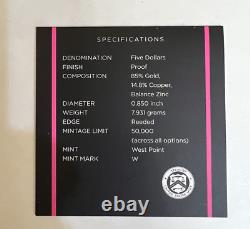 SPECIFICATIONS
DENOMINATION Five Dollars
FINISH Proof
COMPOSITION 85% Gold,
14.8% Copper,
Balance Zinc
DIAMETER 0.850 inch
WEIGHT 7.931 grams
EDGE Reeded
MINTAGE LIMIT 50,000
(across all options)
MINT West Point
MINT MARK W